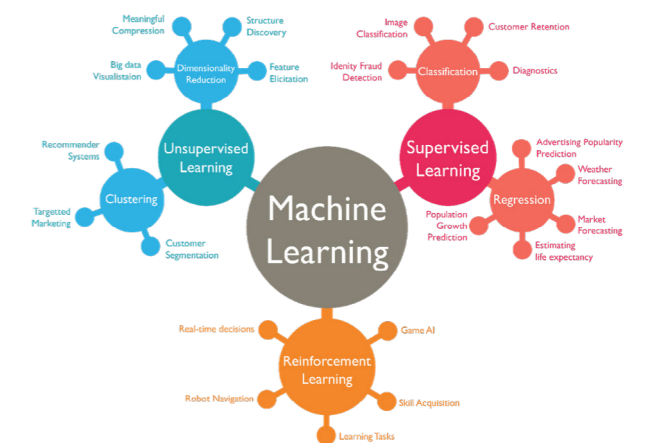 Meaningful
Compression
Structure
Discovery
Big data
Visualistaion
Dimensionality
Reduction
Feature
Elicitation
Unsupervised
Learning
Recommender
Systems
Clustering
Targetted
Marketing
Customer
Segmentation
Machine
Learning
Image
Classification
Customer Retention
Idenity Fraud
Detection
Classification
Diagnostics
Supervised
Learning
Advertising Popularity
Prediction
Weather
Forecasting
Regression
Population
Growth
Prediction
Market
Forecasting
Estimating
life expectancy
Real-time decisions
Game AI
Reinforcement
Learning
Robot Navigation
Skill Acquisition
Learning Tasks